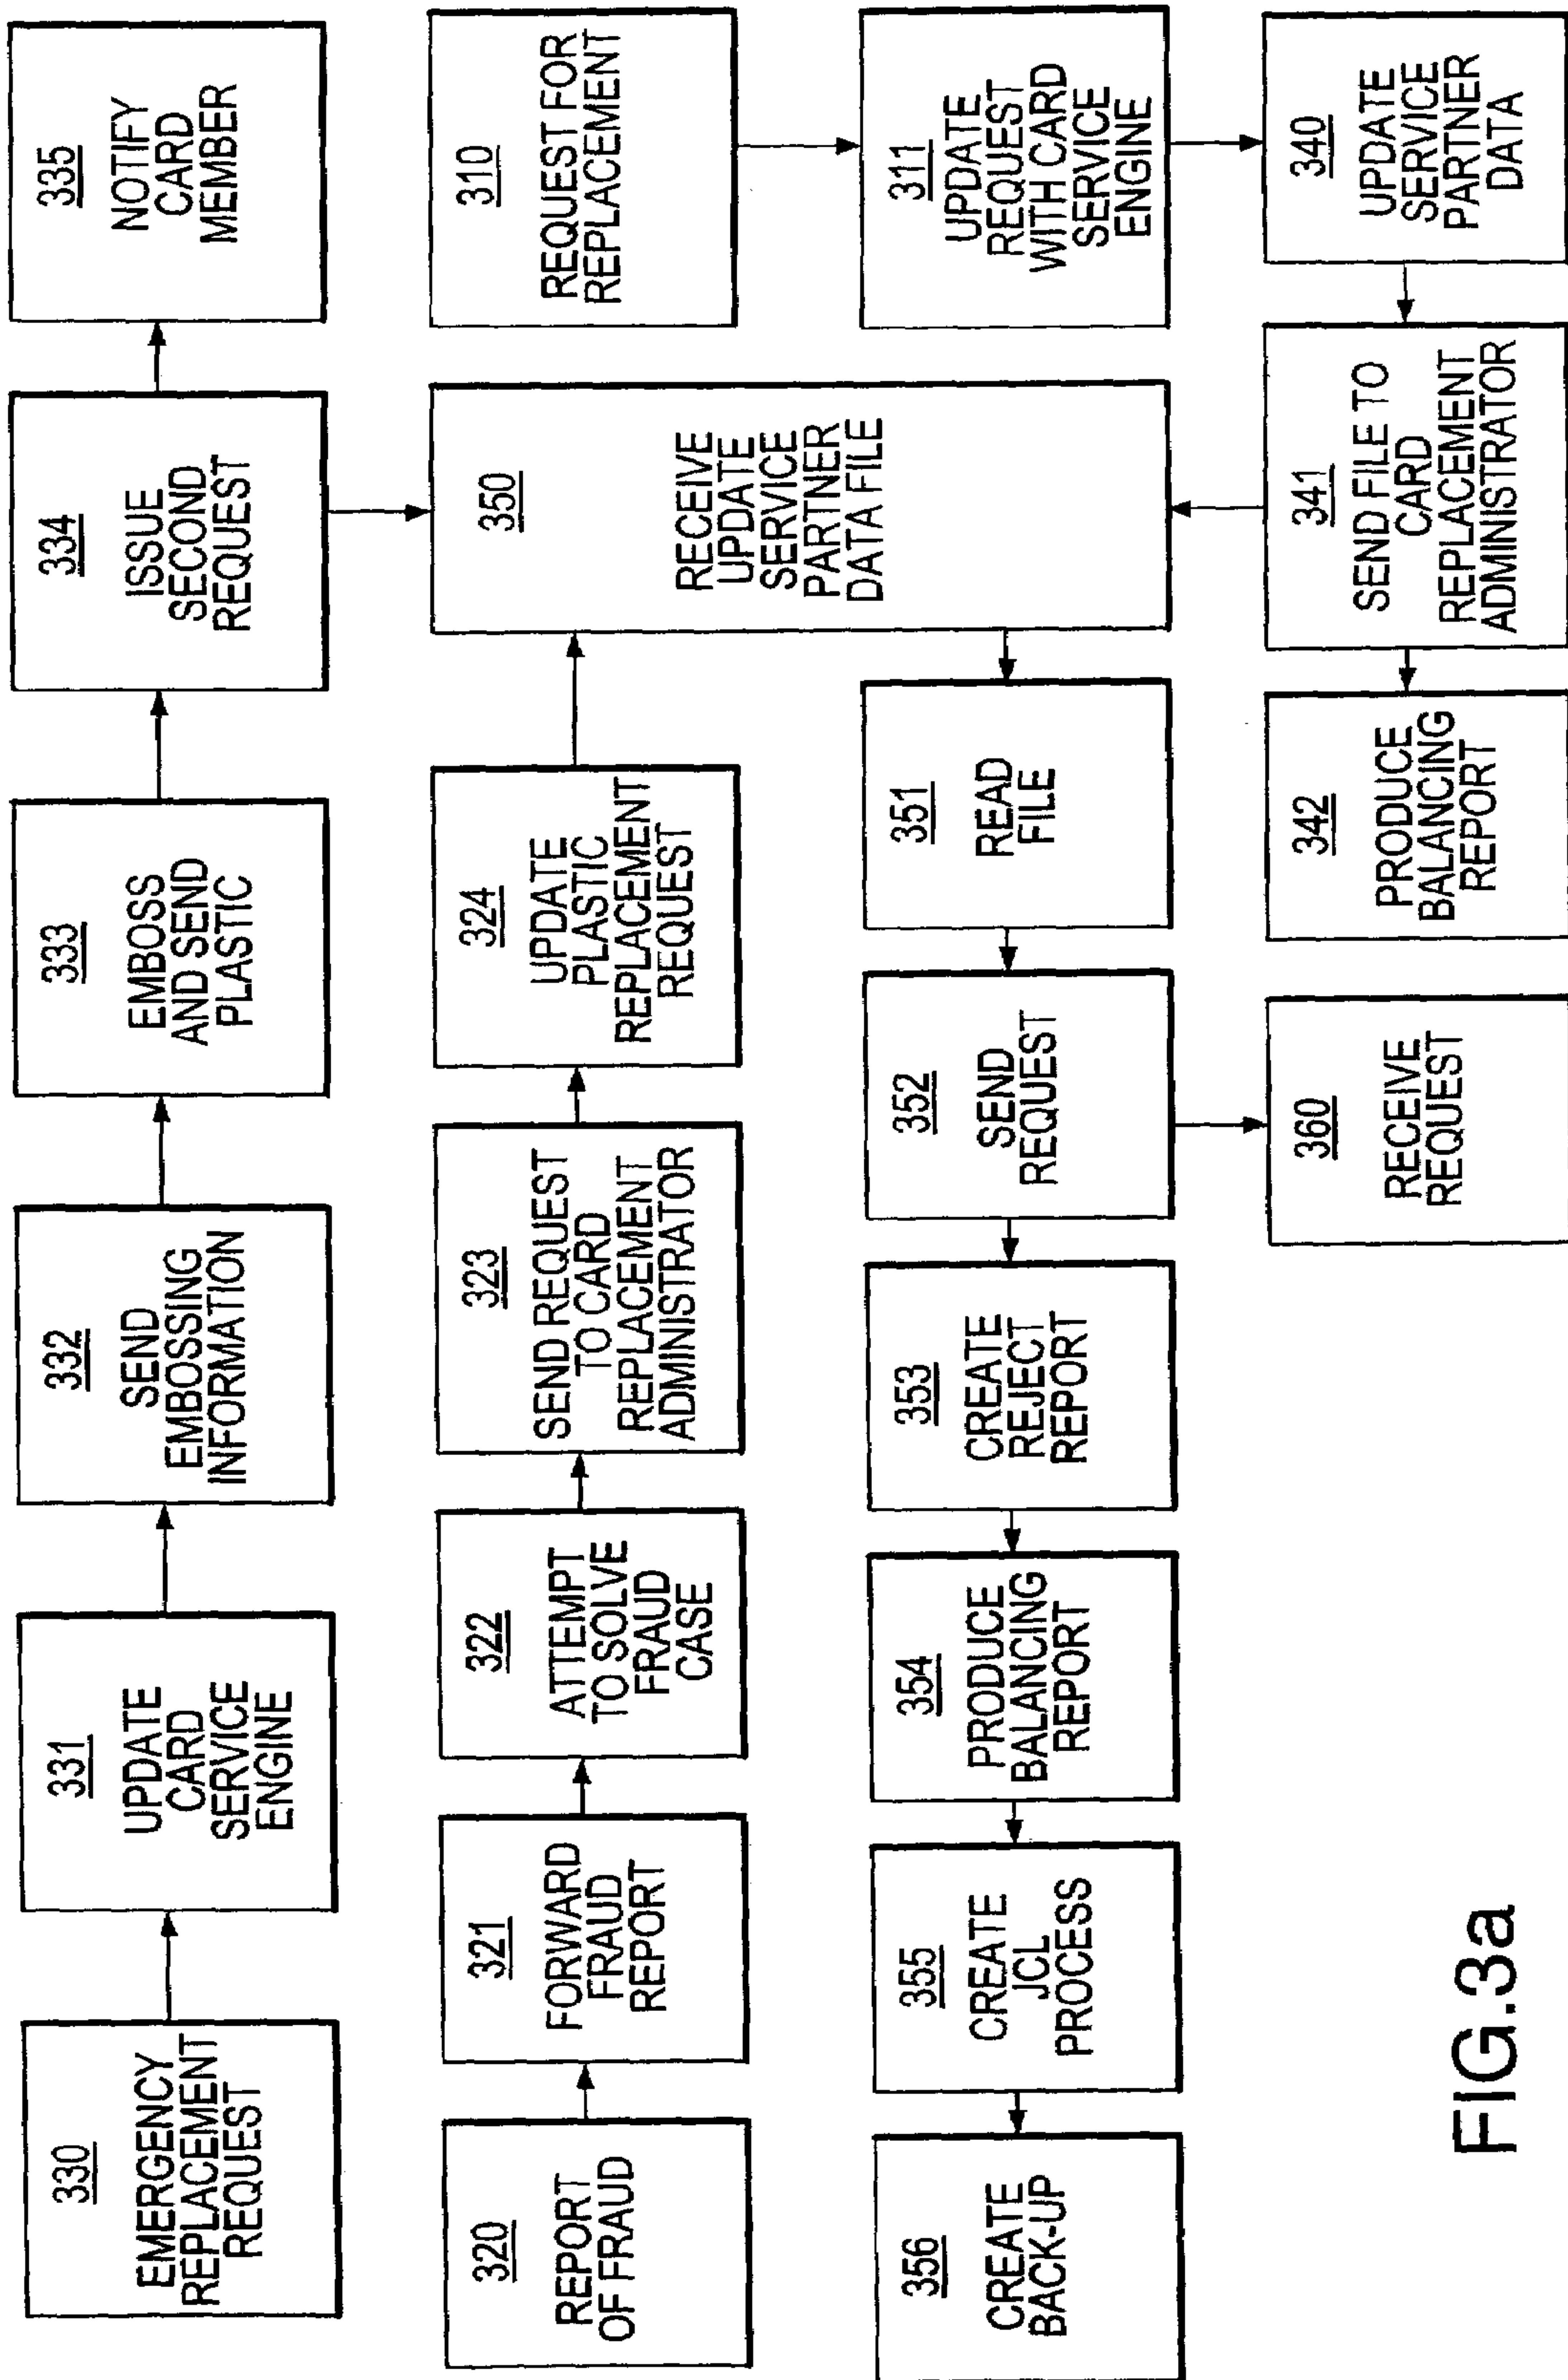 330
EMERGENCY
REPLACEMENT
REQUEST
331
UPDATE
CARD
SERVICE
ENGINE
332
SEND
EMBOSSING
INFORMATION
333
EMBOSS
AND SEND
PLASTIC
334
ISSUE
SECOND
REQUEST
335
NOTIFY
CARD
MEMBER
320
REPORT
OF FRAUD
321
FORWARD
FRAUD
REPORT
322
ATTEMPT
TO SOLVE
FRAUD
CASE
323
SEND REQUEST
TO CARD
REPLACEMENT
ADMINISTRATOR
324
UPDATE
PLASTIC
REPLACEMENT
REQUEST
350
RECEIVE
UPDATE
SERVICE
PARTNER
DATA FILE
310
REQUEST FOR
REPLACEMENT
356
CREATE
BACK-UP
355
CREATE
JCL
PROCESS
354
PRODUCE
BALANCING
REPORT
353
CREATE
REJECT
REPORT
352
SEND
REQUEST
351
READ
FILE
311
UPDATE
REQUEST
WITH CARD
SERVICE
ENGINE
360
RECEIVE
REQUEST
342
PRODUCE
BALANCING
REPORT
341
SEND FILE TO
CARD
REPLACEMENT
ADMINISTRATOR
340
UPDATE
SERVICE
PARTNER
DATA
FIG.3a